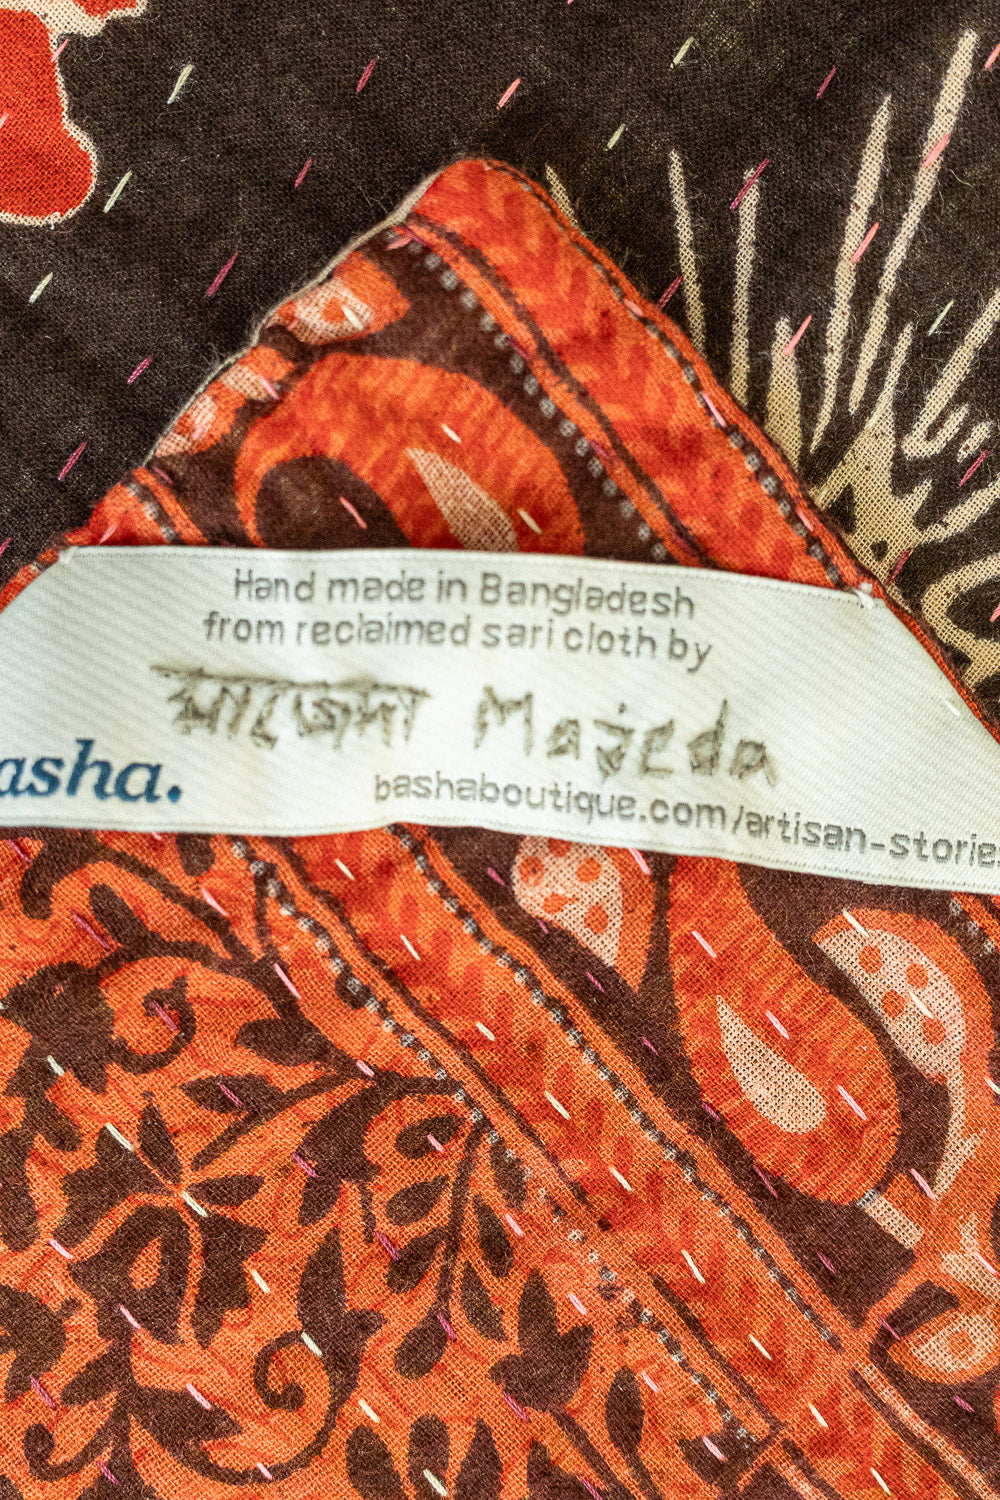 Hand made in Bangladesh
from reclaimed sari cloth by
মাজেদা Majeda
asha.
bashaboutique.com/artisan-stories